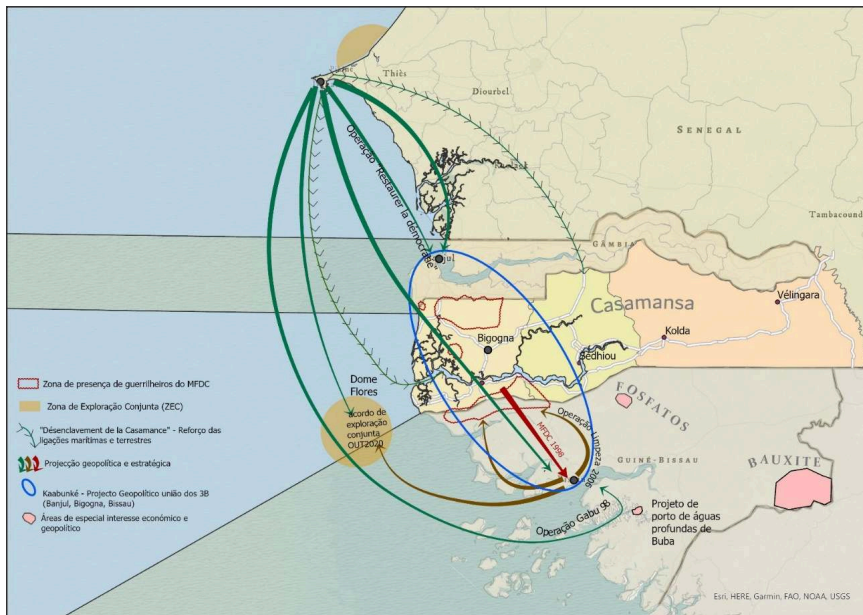 Thiès
Diourbel
SENEGAL
Tambacound
Operação "Restaurer la démocratie"
GÂMBIA
njul
Casamansa
Vélingara
Kolda
Bigogna
Sédhiou
Zona de presença de guerrilheiros do MFDC
Zona de Exploração Conjunta (ZEC)
"Désenclavement de la Casamance" - Reforço das
ligações marítimas e terrestres
Projecção geopolítica e estratégica
Kaabunké - Projecto Geopolítico união dos 3B
(Banjul, Bigogna, Bissau)
Áreas de especial interesse económico e
geopolítico
Dome
Flores
acordo de
exploração
conjunta
OUT2020
MFDC 1998
Operação Limpeza 2006
FOSFATOS
GUINÉ-BISSAU
BAUXITE
Operação Gabu 98
Projeto de
porto de águas
profundas de
Buba
Esri, HERE, Garmin, FAO, NOAA, USGS